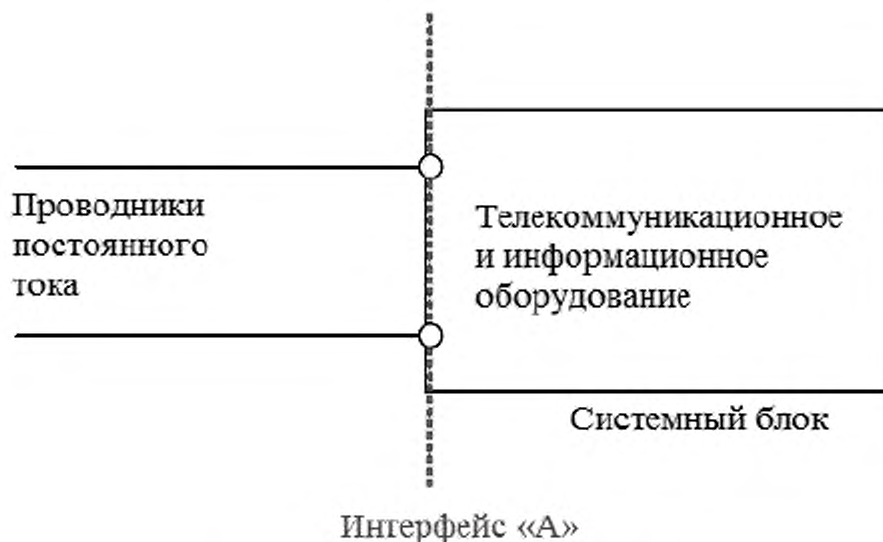 Проводники
постоянного
тока
Телекоммуникационное
и информационное
оборудование
Системный блок
Интерфейс «А»